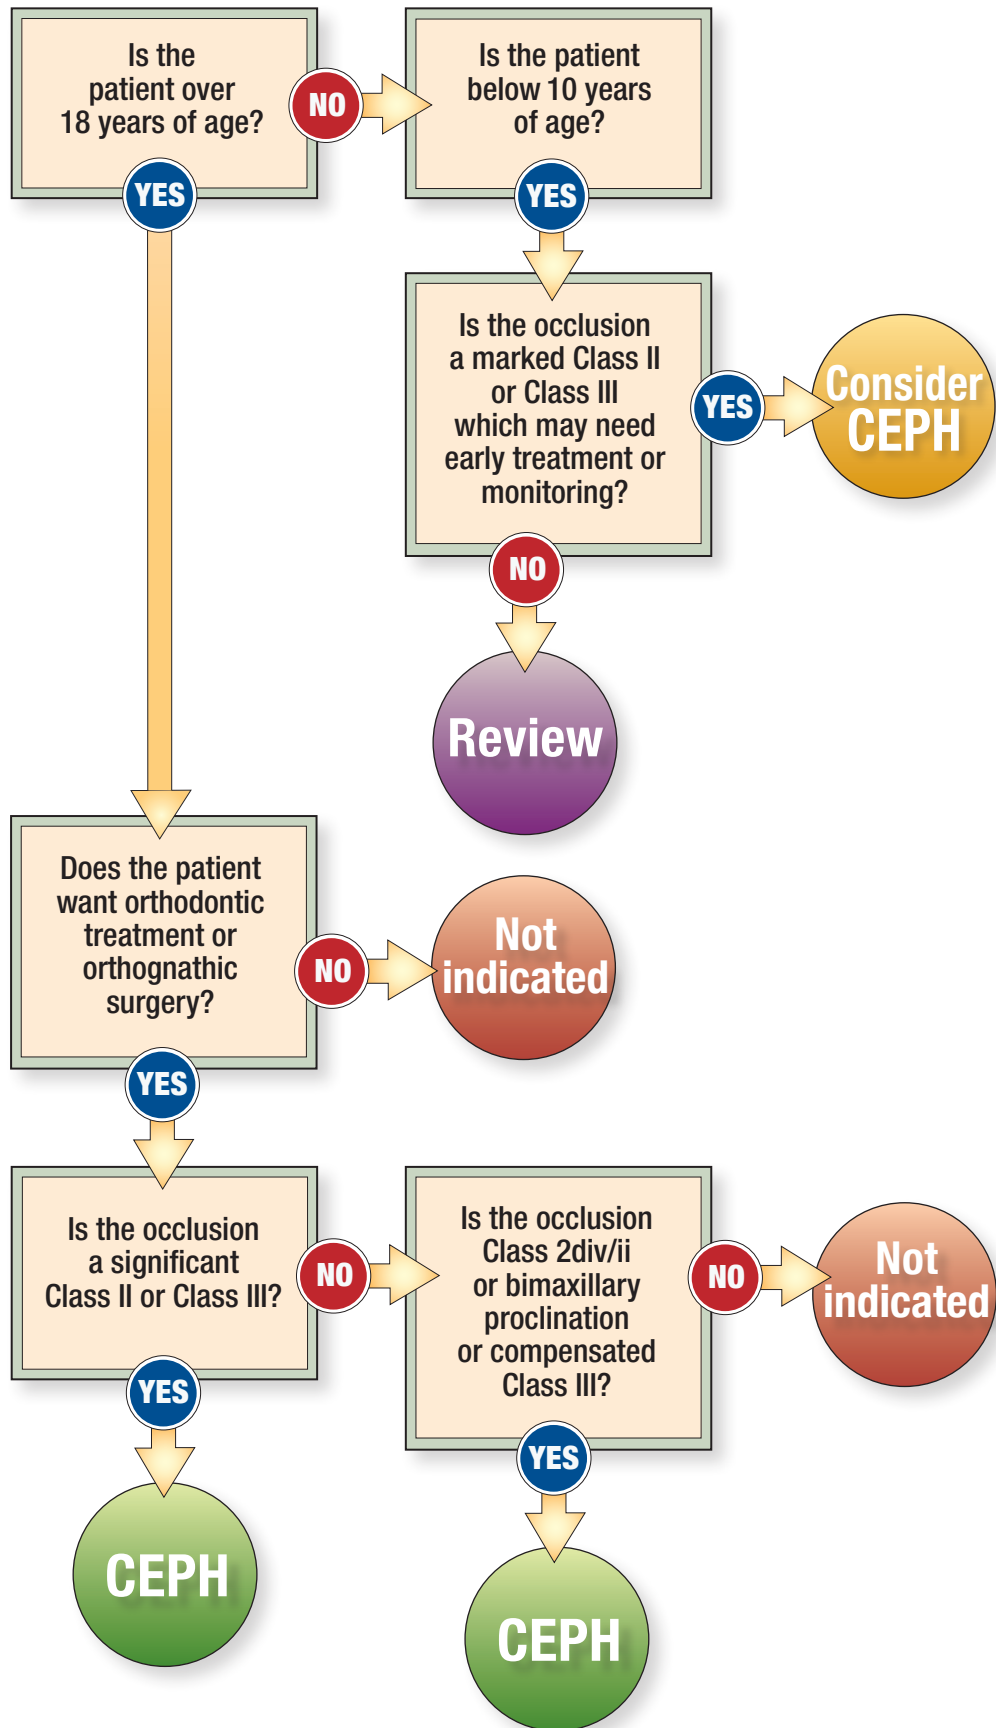 Is the
patient over
18 years of age?
NO
YES
Is the patient
below 10 years
of age?
YES
Is the occlusion
a marked Class II
or Class III
which may need
early treatment or
monitoring?
YES
Consider
CEPH
NO
Review
Does the patient
want orthodontic
treatment or
orthognathic
surgery?
NO
Not
indicated
YES
Is the occlusion
a significant
Class II or Class III?
NO
YES
CEPH
Is the occlusion
Class 2div/ii
or bimaxillary
proclination
or compensated
Class III?
NO
Not
indicated
YES
CEPH